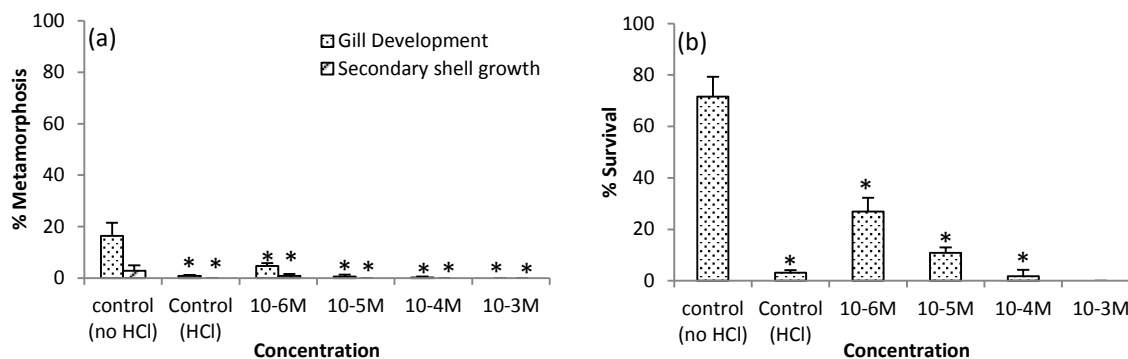 (a)
Gill Development
Secondary shell growth
% Metamorphosis
100
80
60
40
20
0
* * * * * * * * * *
control (no HCl)
Control (HCl)
10-6M
10-5M
10-4M
10-3M
Concentration
(b)
% Survival
100
80
60
40
20
0
* * * *
control (no HCl)
Control (HCl)
10-6M
10-5M
10-4M
10-3M
Concentration